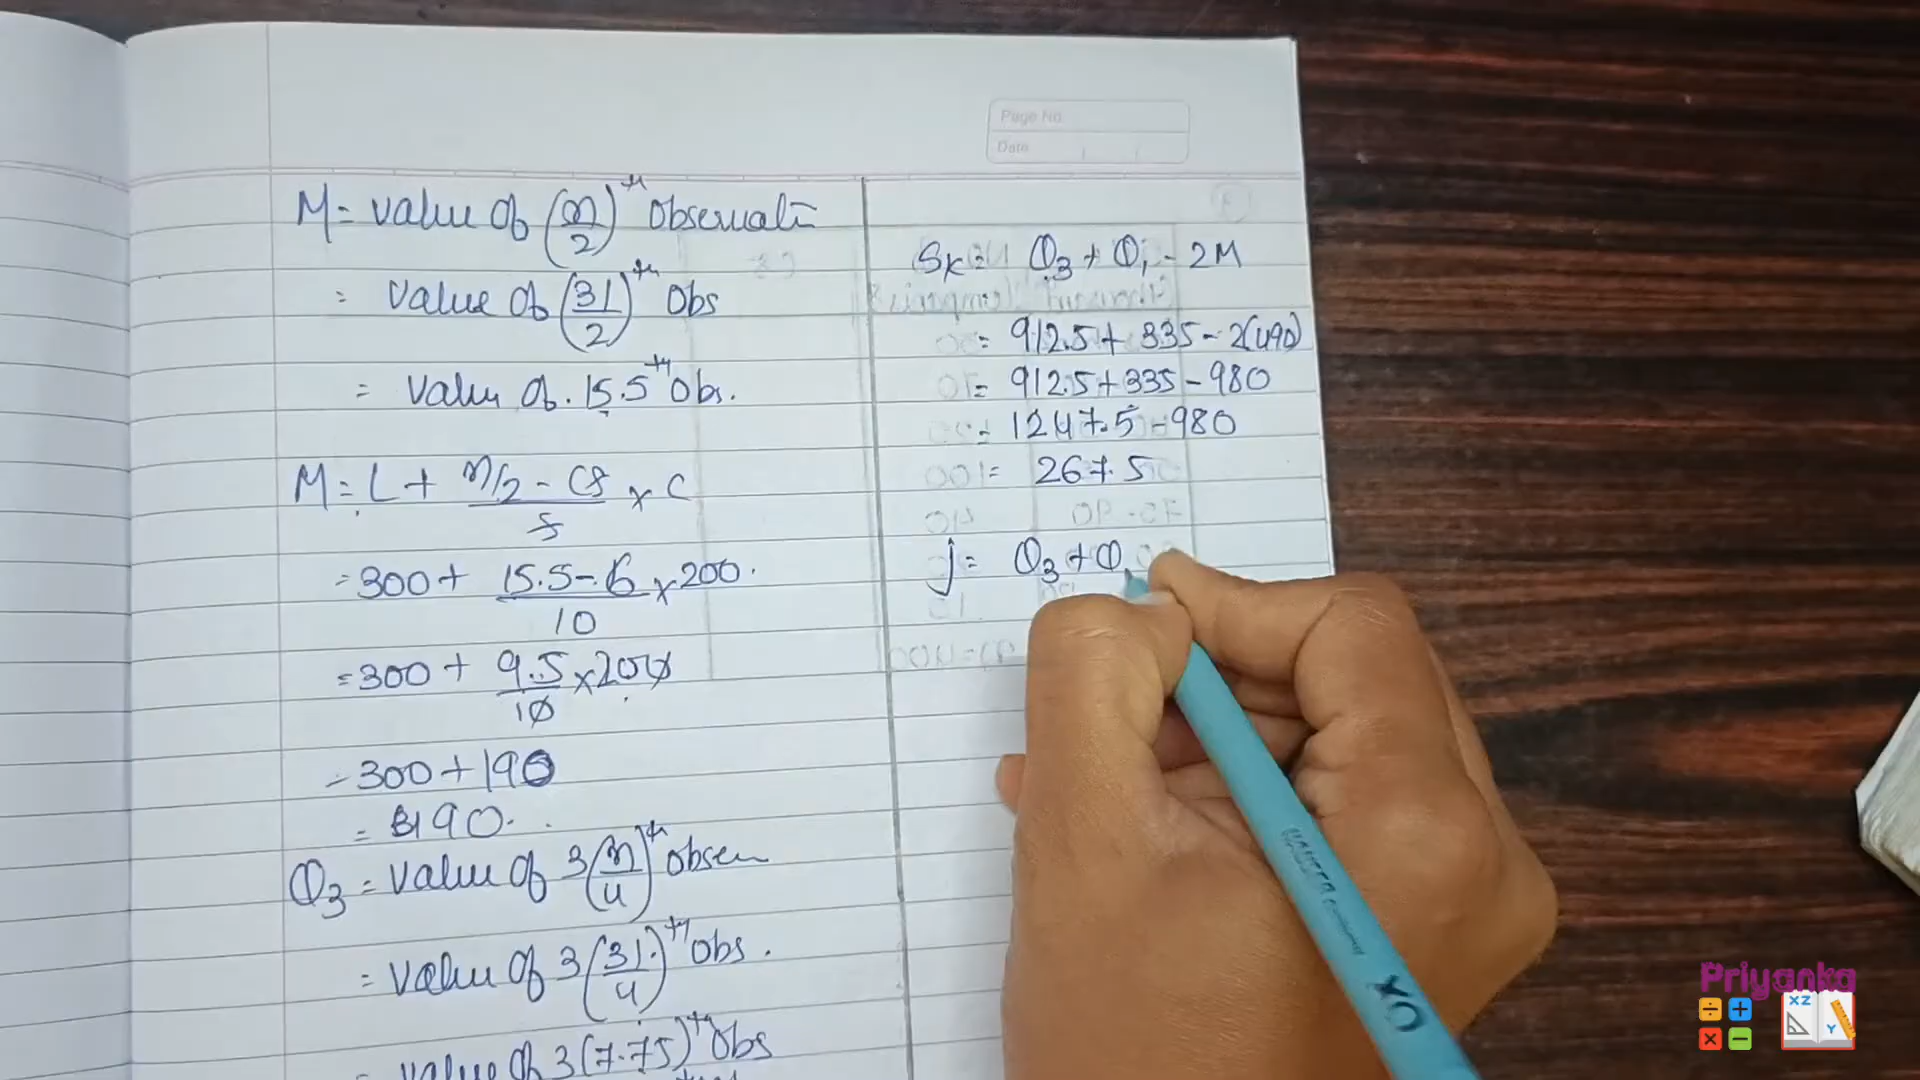 Page No.
Date
M = value of (n/2)th Observati
= value of (31/2)th Obs
= value of 15.5th Obs.
M = L + n/2 - cf / f × C
= 300 + 15.5 - 6 / 10 × 200.
= 300 + 9.5 / 10 × 200
= 300 + 190
= 490.
Q3 = value of 3(n/4)th obser
= value of 3(31/4)th obs.
= value of 3(7.75)th obs
Sk = Q3 + Q1 - 2M
= 912.5 + 335 - 2(490)
= 912.5 + 335 - 980
= 1247.5 - 980
= 267.5
j = Q3 + Q1
Priyanka
XZ
Y